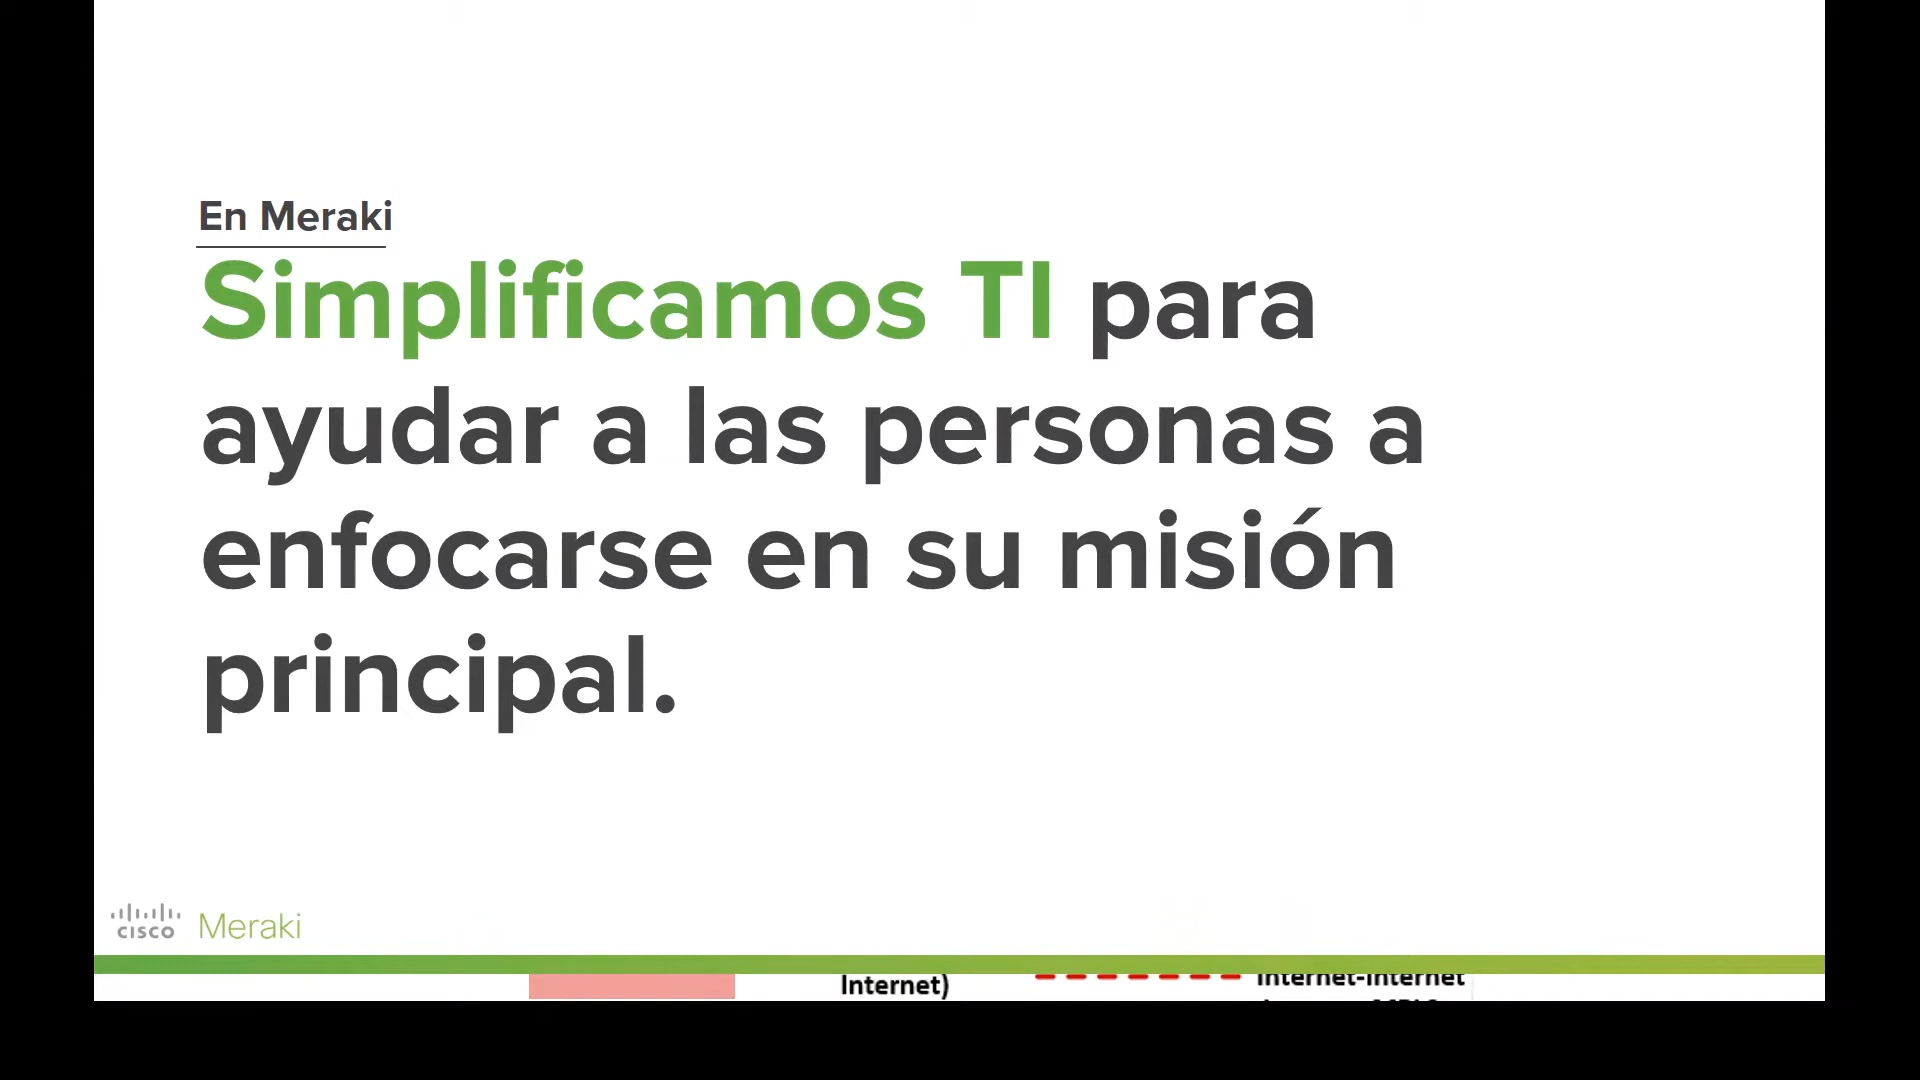 En Meraki
Simplificamos TI para
ayudar a las personas a
enfocarse en su misión
principal.
CISCO Meraki
Internet) Internet-Internet